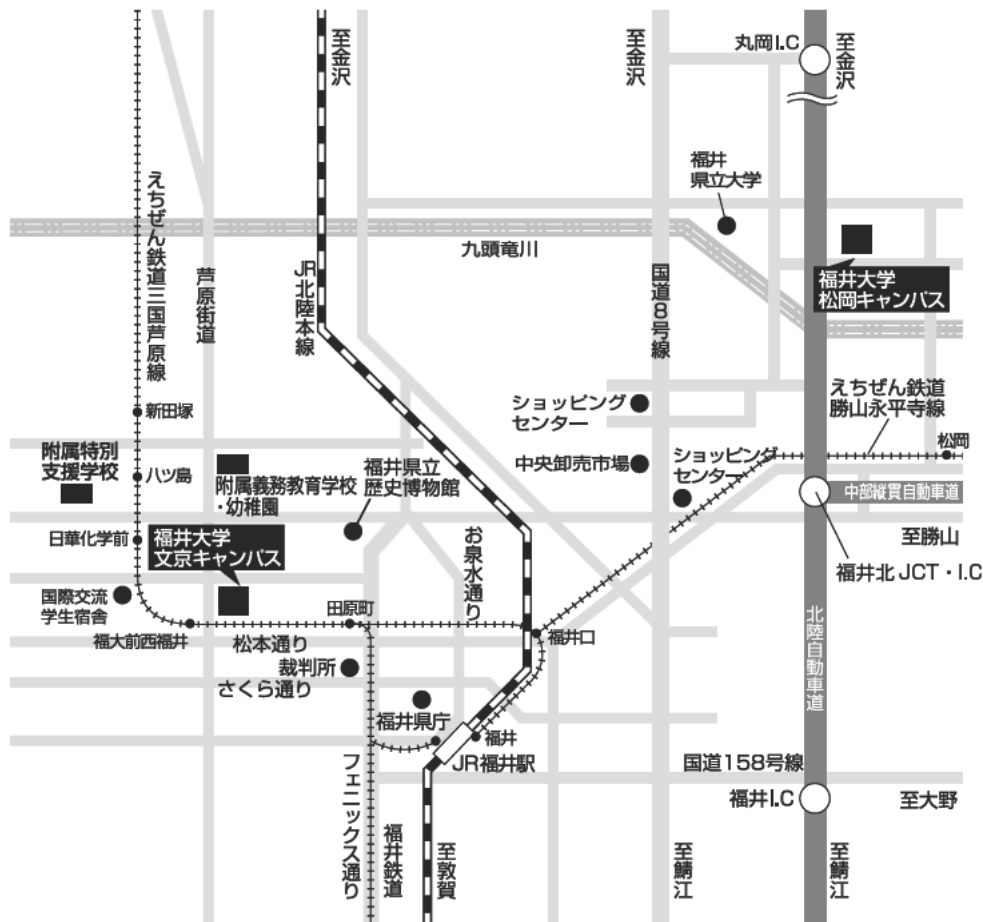 至金沢
至金沢
丸岡I.C
至金沢
福井
県立大学
えちぜん鉄道三国芦原線
九頭竜川
芦原街道
JR北陸本線
国道8号線
福井大学
松岡キャンパス
えちぜん鉄道
勝山永平寺線
新田塚
ショッピング
センター
松岡
附属特別
支援学校
八ツ島
附属義務教育学校
・幼稚園
福井県立
歴史博物館
中央卸売市場
ショッピング
センター
中部縦貫自動車道
日華化学前
福井大学
文京キャンパス
お泉水通り
至勝山
福井北JCT・I.C
国際交流
学生宿舎
田原町
福大前西福井
松本通り
福井口
北陸自動車道
裁判所
さくら通り
福井県庁
福井
JR福井駅
国道158号線
福井I.C
至大野
フェニックス通り
福井鉄道
至敦賀
至鯖江
至鯖江